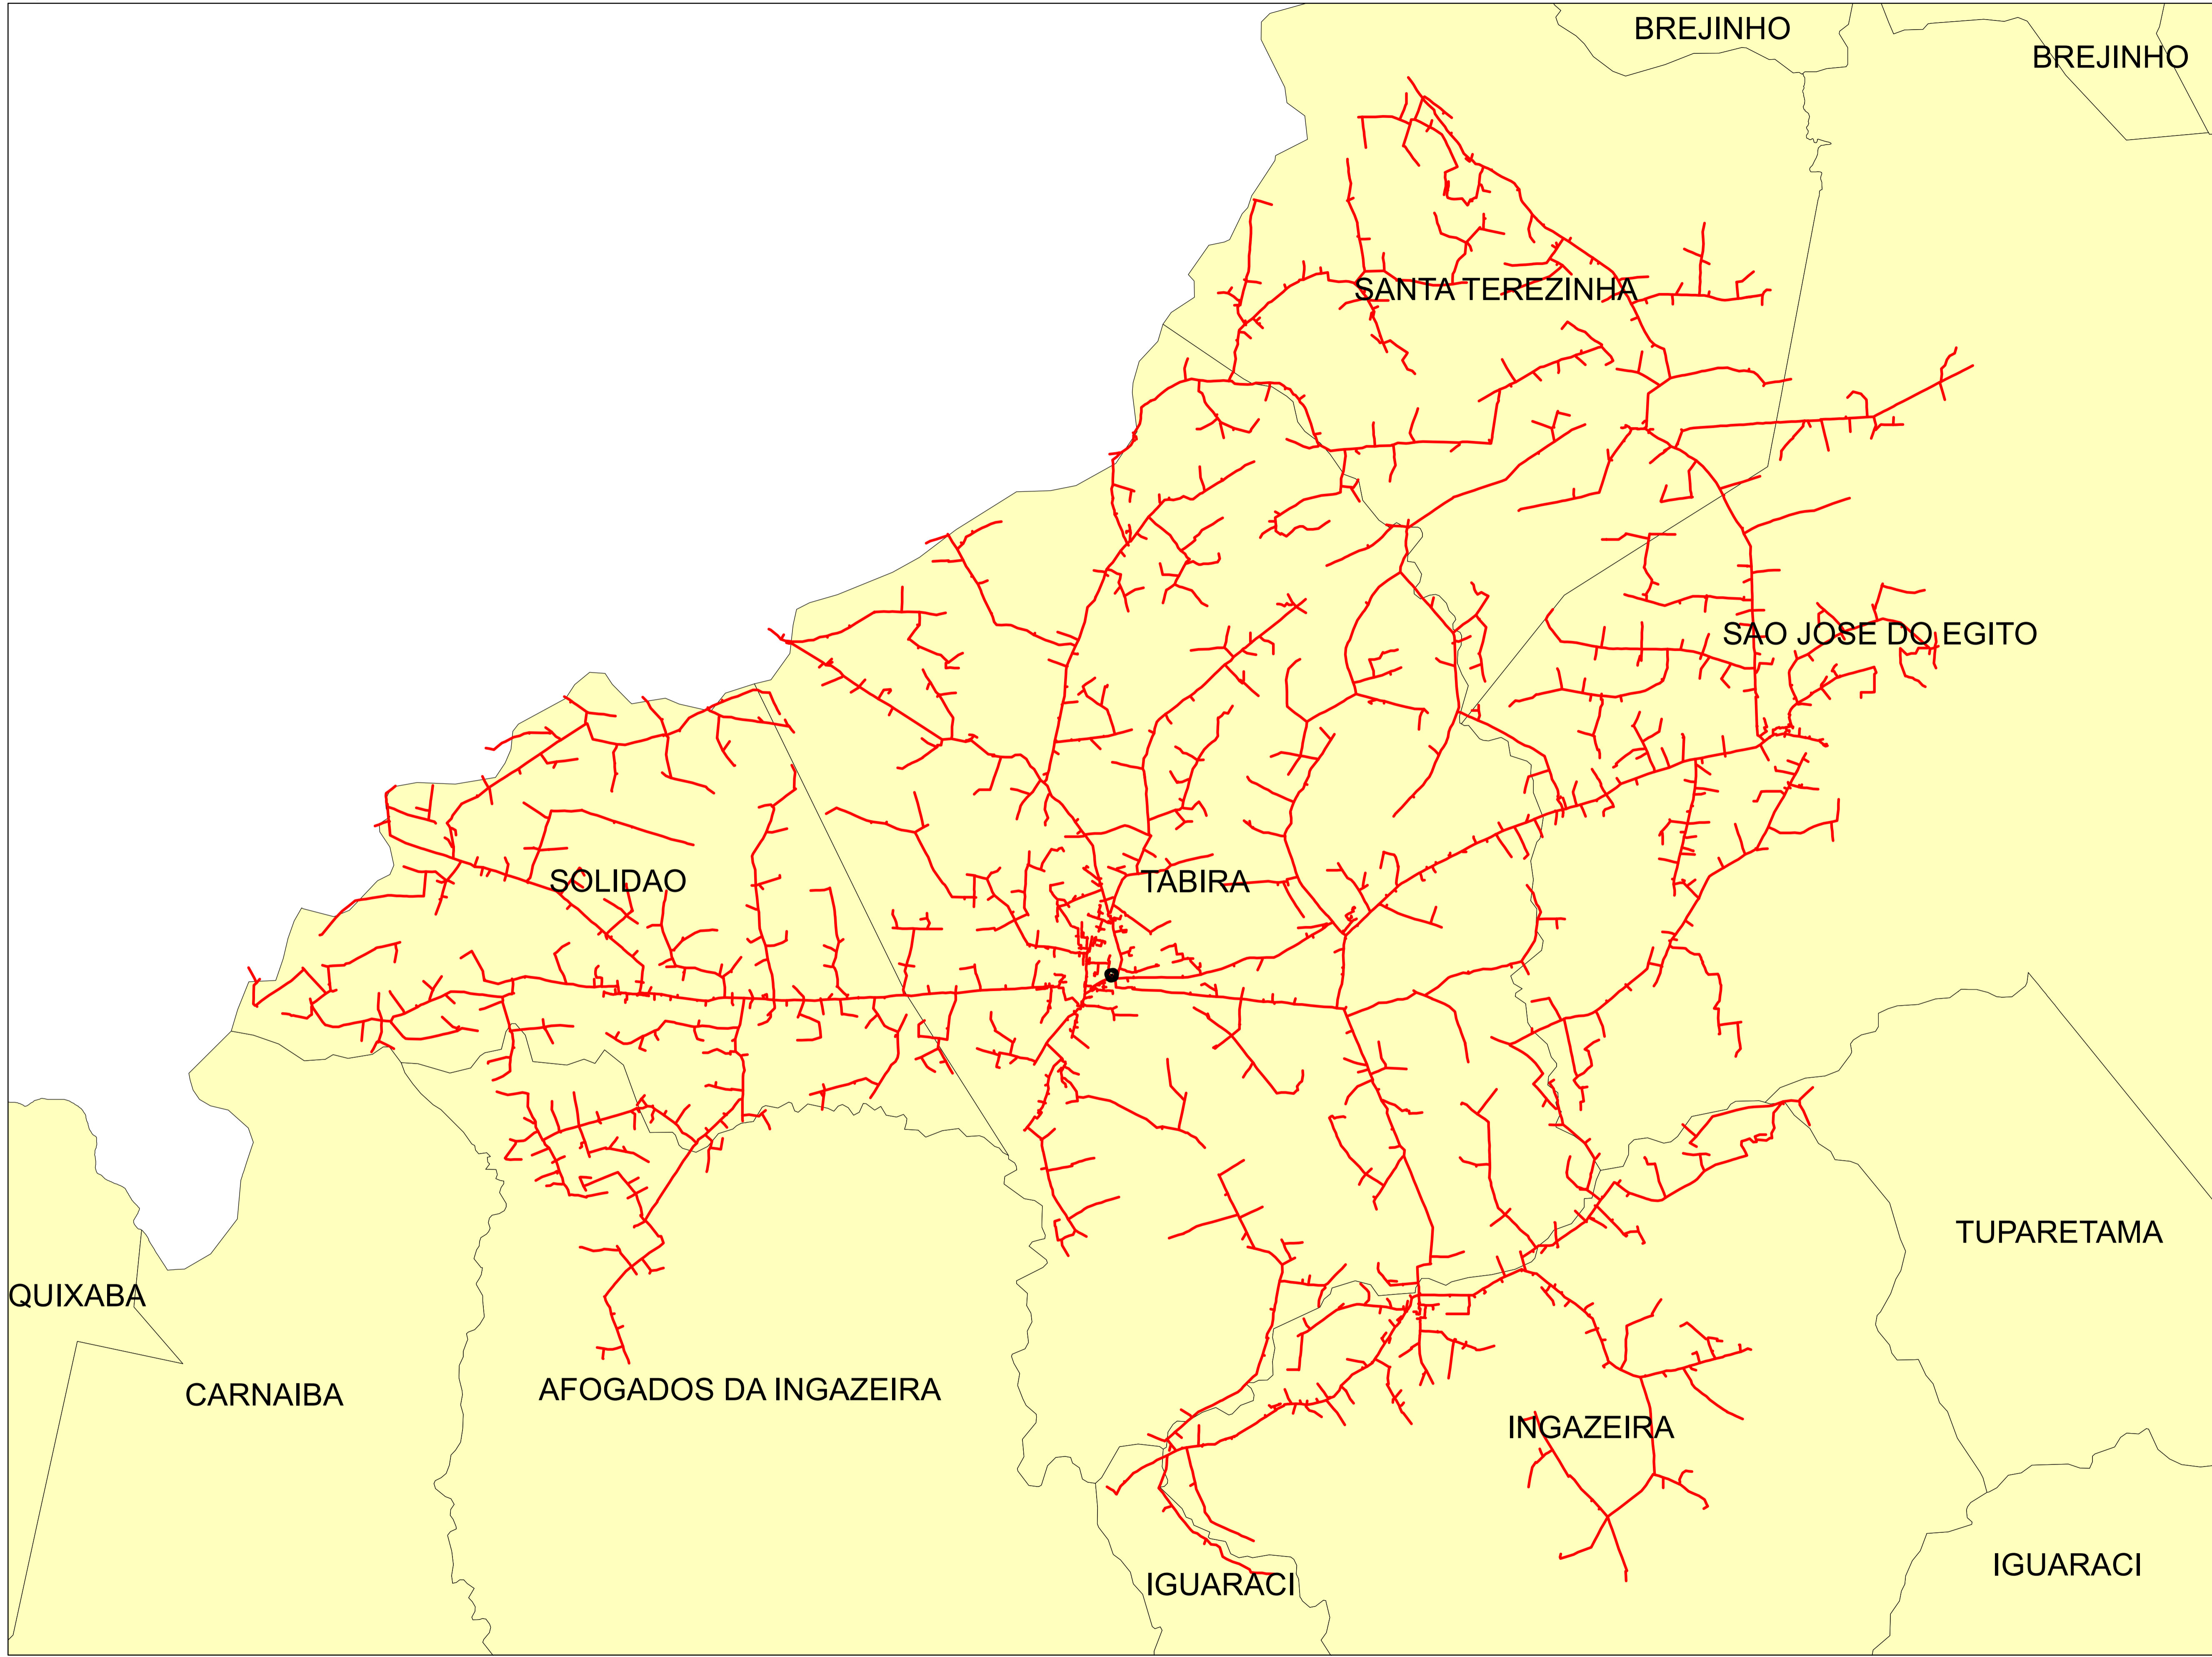 BREJINHO
BREJINHO
SANTA TEREZINHA
SAO JOSE DO EGITO
SOLIDAO
TABIRA
TUPARETAMA
QUIXABA
CARNAIBA
AFOGADOS DA INGAZEIRA
INGAZEIRA
IGUARACI
IGUARACI